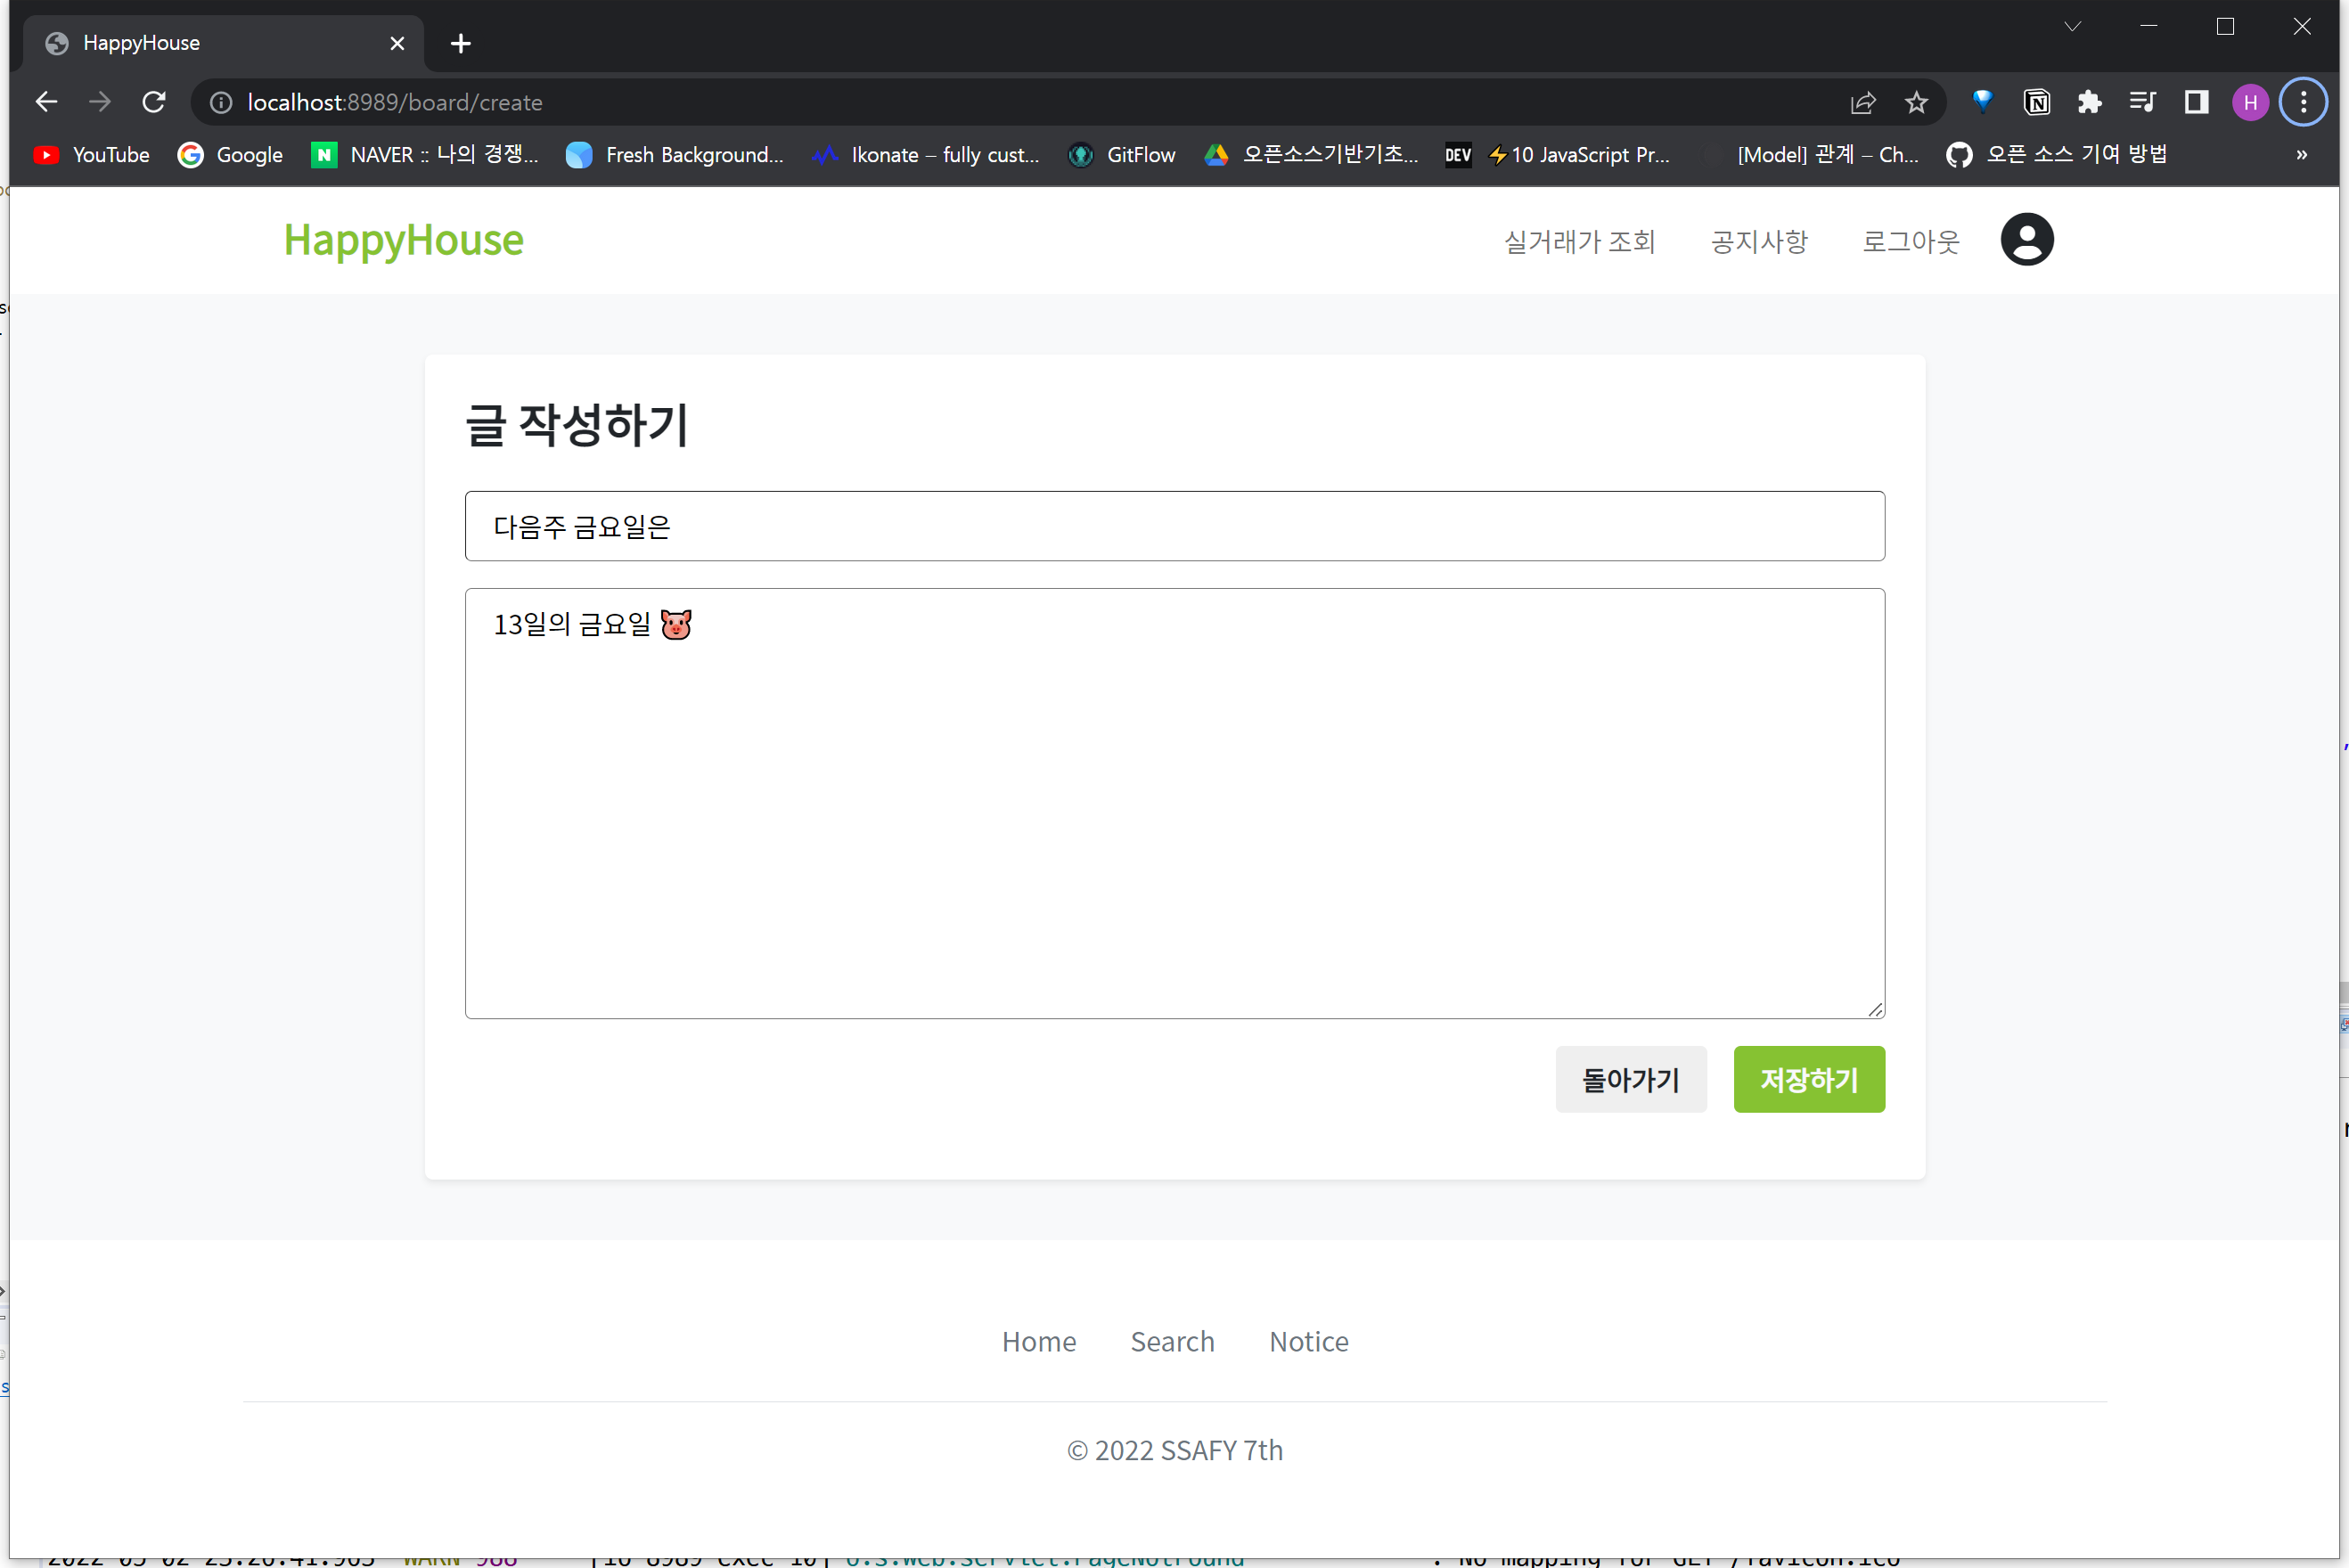 HappyHouse
localhost:8989/board/create
YouTube Google NAVER :: 나의 경쟁... Fresh Background... Ikonate – fully cust... GitFlow 오픈소스기반기초... DEV ⚡10 JavaScript Pr... [Model] 관계 – Ch... 오픈 소스 기여 방법 »
HappyHouse 실거래가 조회 공지사항 로그아웃
글 작성하기
다음주 금요일은
13일의 금요일 🐷
돌아가기 저장하기
Home Search Notice
© 2022 SSAFY 7th